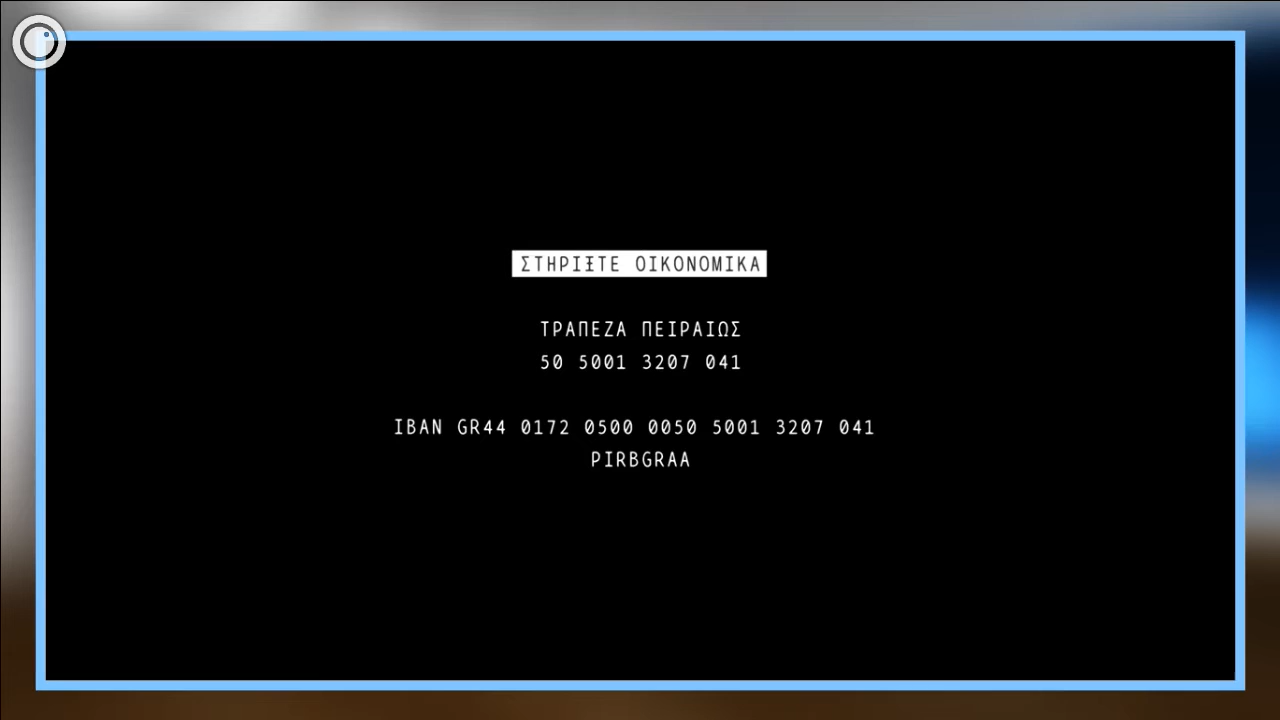 ΣΤΗΡΙΞΤΕ ΟΙΚΟΝΟΜΙΚΑ
ΤΡΑΠΕΖΑ ΠΕΙΡΑΙΩΣ
50 5001 3207 041
IBAN GR44 0172 0500 0050 5001 3207 041
PIRBGRAA